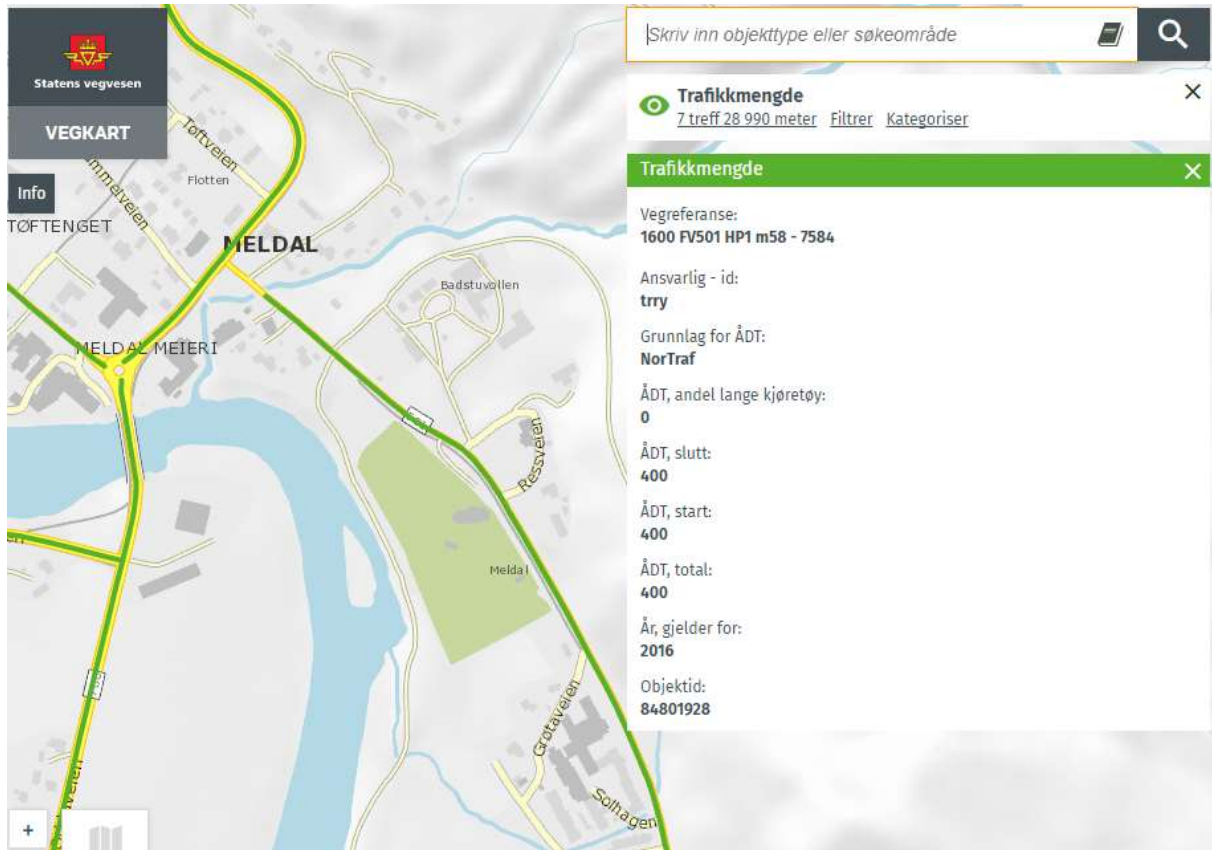 Statens vegvesen
VEGKART
Info
Skriv inn objekttype eller søkeområde
Trafikkmengde
7 treff 28 990 meter Filtrer Kategoriser
Trafikkmengde
Vegreferanse:
1600 FV501 HP1 m58 - 7584
Ansvarlig - id:
trry
Grunnlag for ÅDT:
NorTraf
ÅDT, andel lange kjøretøy:
0
ÅDT, slutt:
400
ÅDT, start:
400
ÅDT, total:
400
År, gjelder for:
2016
Objektid:
84801928
Tøftveien
Flotten
TØFTENGET
MELDAL
Badstuvollen
MELDAL MEIERI
Ressveien
Meldal
Grotaveien
Solhagen
+